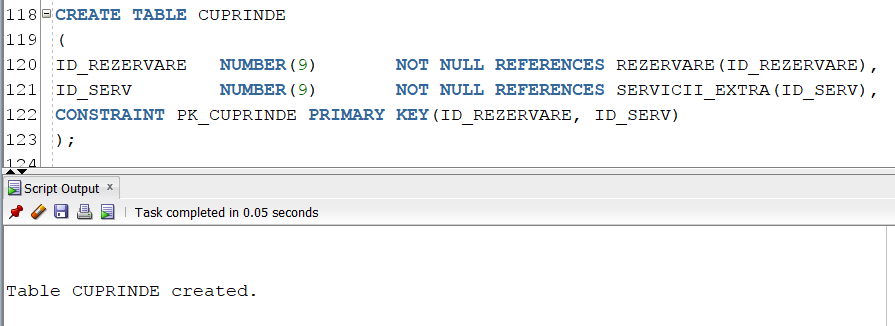 118 CREATE TABLE CUPRINDE
119 (
120 ID_REZERVARE   NUMBER(9)       NOT NULL REFERENCES REZERVARE(ID_REZERVARE),
121 ID_SERV        NUMBER(9)       NOT NULL REFERENCES SERVICII_EXTRA(ID_SERV),
122 CONSTRAINT PK_CUPRINDE PRIMARY KEY(ID_REZERVARE, ID_SERV)
123 );
124
Script Output x
Task completed in 0.05 seconds
Table CUPRINDE created.